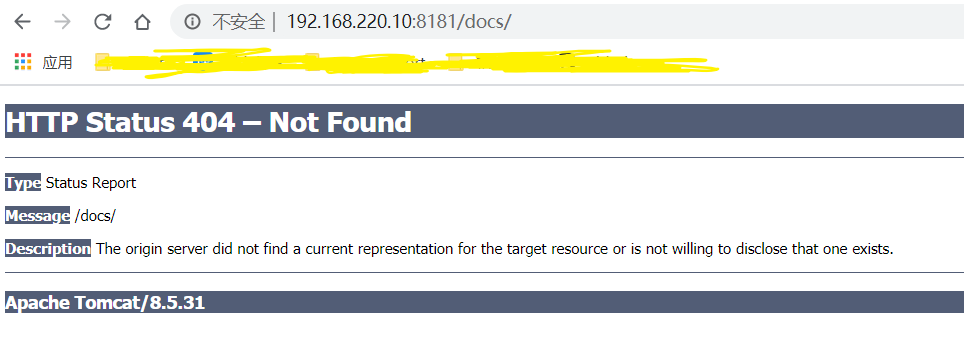 不安全 | 192.168.220.10:8181/docs/
应用
HTTP Status 404 – Not Found
Type Status Report
Message /docs/
Description The origin server did not find a current representation for the target resource or is not willing to disclose that one exists.
Apache Tomcat/8.5.31